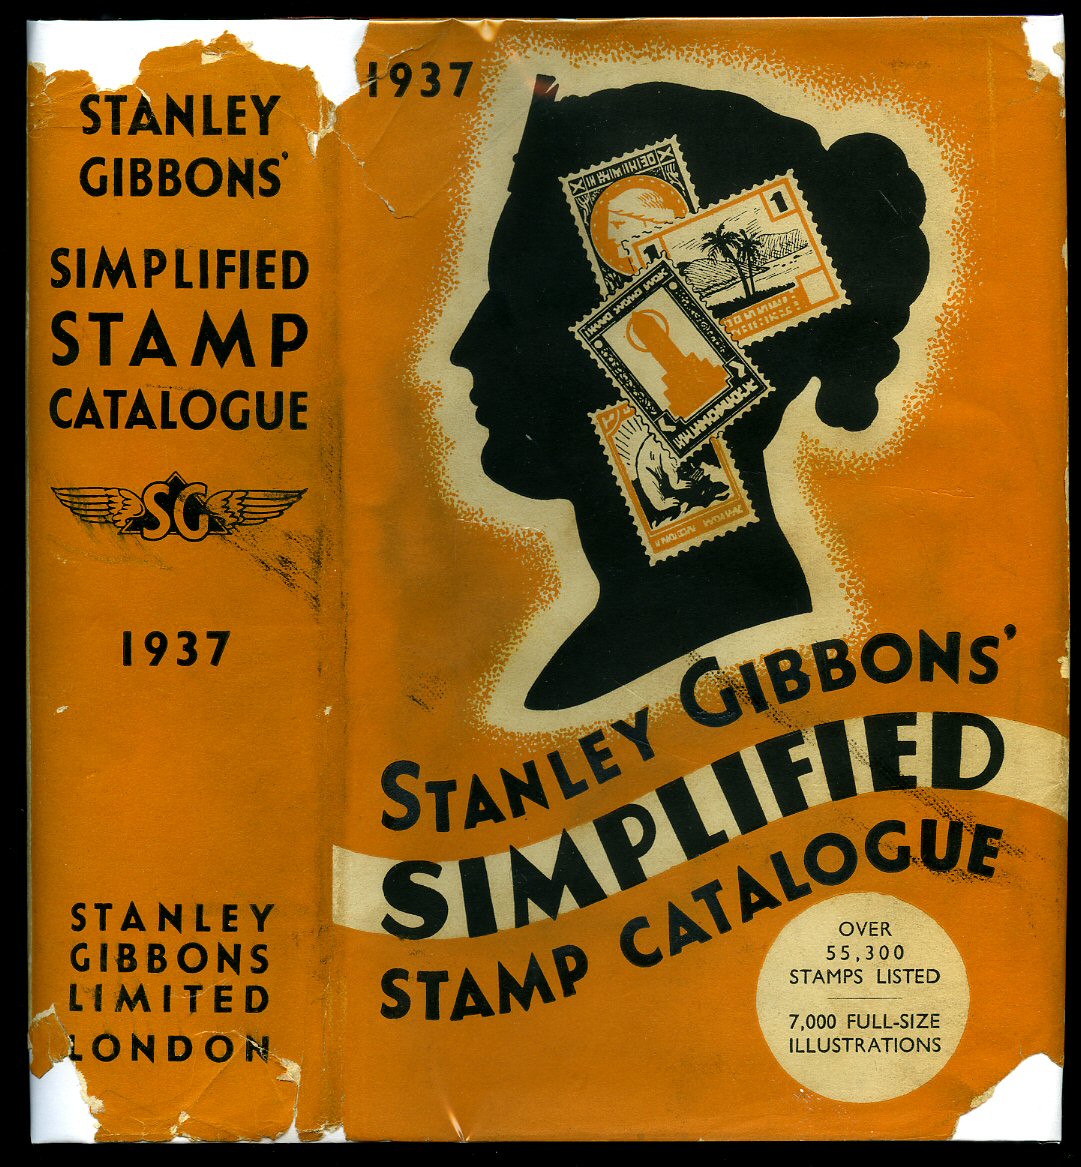 STANLEY
GIBBONS'
SIMPLIFIED
STAMP
CATALOGUE
SG
1937
STANLEY
GIBBONS
LIMITED
LONDON
1937
1
1
STANLEY GIBBONS'
SIMPLIFIED
STAMP CATALOGUE
OVER
55,300
STAMPS LISTED
7,000 FULL-SIZE
ILLUSTRATIONS